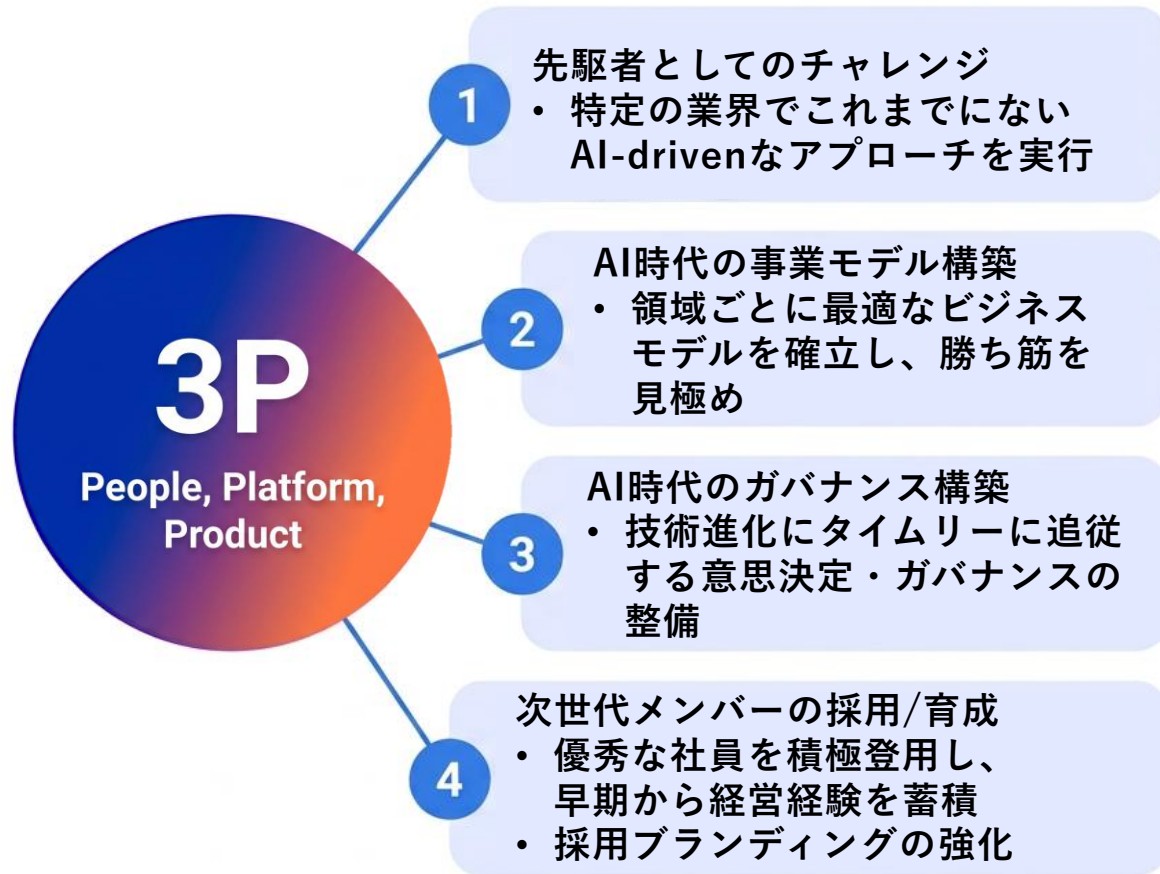 3P
People, Platform,
Product
1
先駆者としてのチャレンジ
• 特定の業界でこれまでにない
AI-drivenなアプローチを実行
2
AI時代の事業モデル構築
• 領域ごとに最適なビジネス
モデルを確立し、勝ち筋を
見極め
3
AI時代のガバナンス構築
• 技術進化にタイムリーに追従
する意思決定・ガバナンスの
整備
4
次世代メンバーの採用/育成
• 優秀な社員を積極登用し、
早期から経営経験を蓄積
• 採用ブランディングの強化